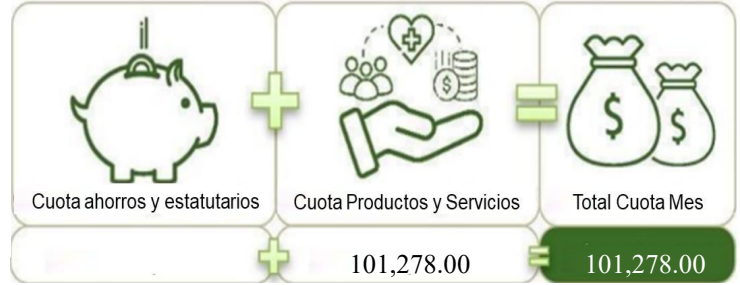 Cuota ahorros y estatutarios Cuota Productos y Servicios Total Cuota Mes
101,278.00 101,278.00